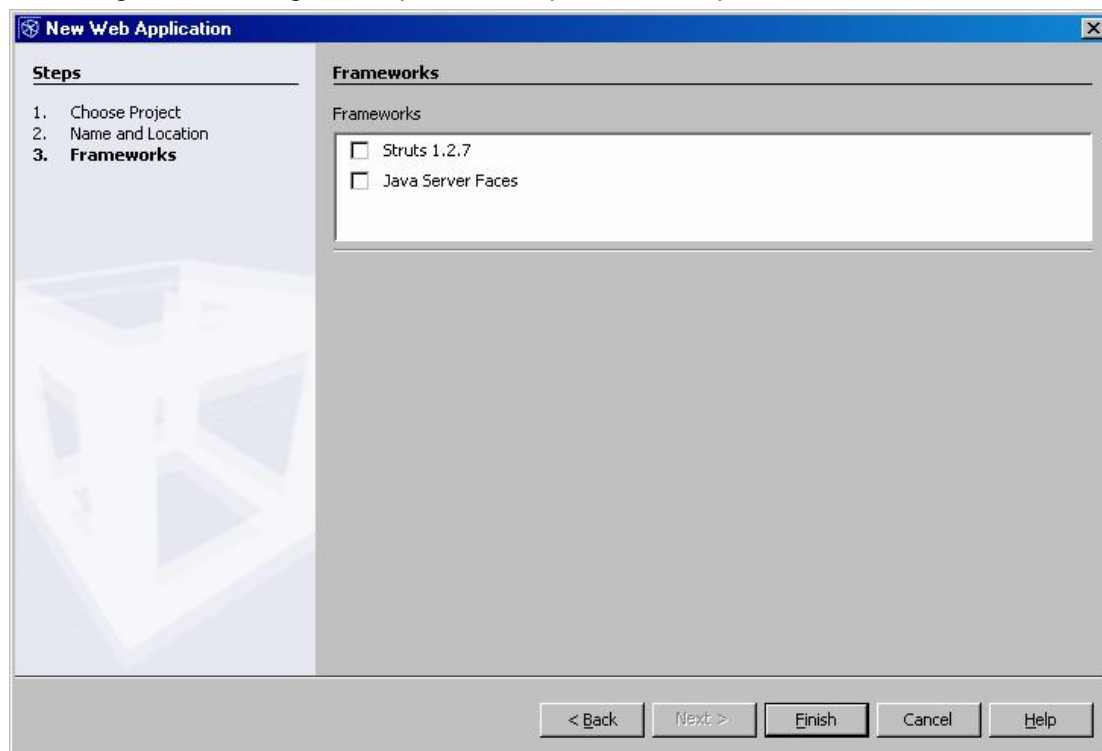 New Web Application
Steps
1. Choose Project
2. Name and Location
3. Frameworks
Frameworks
Frameworks
Struts 1.2.7
Java Server Faces
< Back Next > Finish Cancel Help